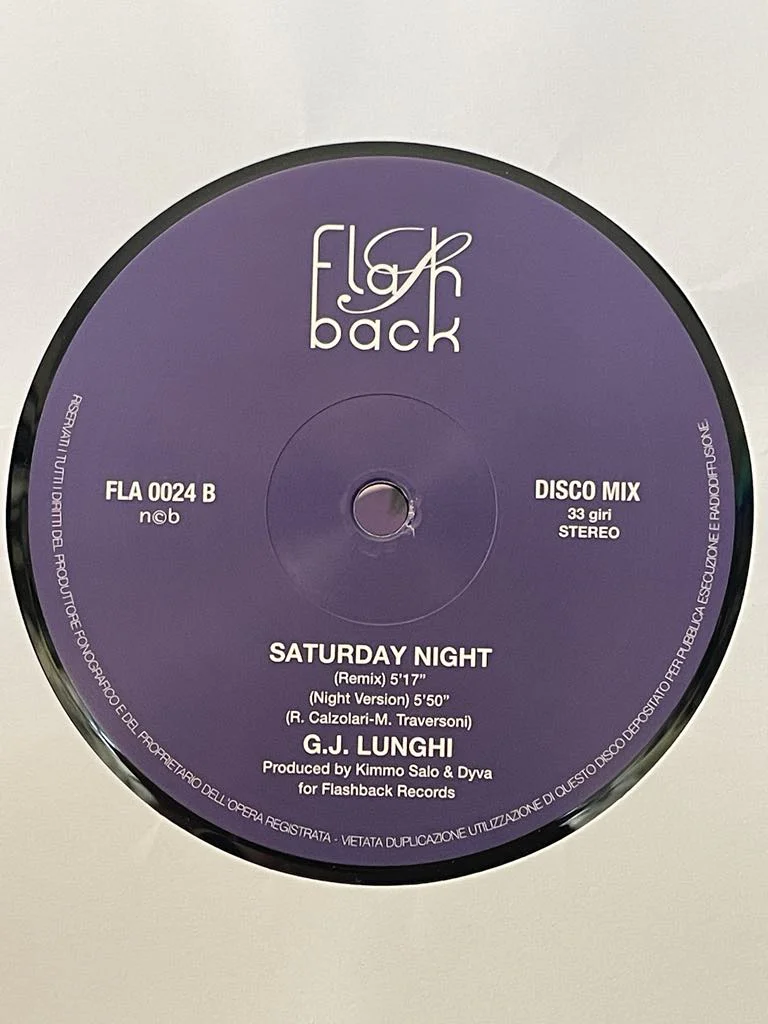 flash
back
FLA 0024 B
n©b
DISCO MIX
33 giri
STEREO
SATURDAY NIGHT
(Remix) 5'17”
(Night Version) 5'50”
(R. Calzolari-M. Traversoni)
G.J. LUNGHI
Produced by Kimmo Salo & Dyva
for Flashback Records
RISERVATI I TUTTI I DIRITTI DEL PRODUTTORE FONOGRAFICO E DEL PROPRIETARIO DELL'OPERA REGISTRATA - VIETATA DUPLICAZIONE UTILIZZAZIONE DI QUESTO DISCO DEPOSITATO PER PUBBLICA ESECUZIONE E RADIODIFFUSIONE.